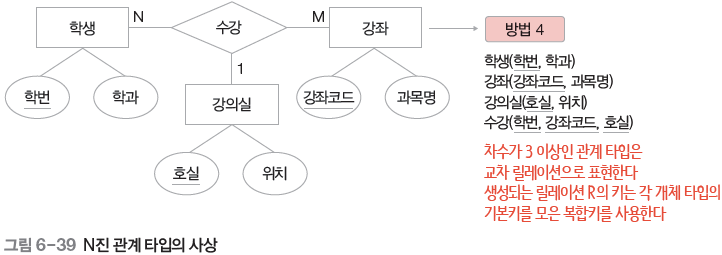 학생
N
수강
M
강좌
방법 4
학번
학과
1
강의실
강좌코드
과목명
호실
위치
학생(학번, 학과)
강좌(강좌코드, 과목명)
강의실(호실, 위치)
수강(학번, 강좌코드, 호실)
차수가 3 이상인 관계 타입은
교차 릴레이션으로 표현한다
생성되는 릴레이션 R의 키는 각 개체 타입의
기본키를 모은 복합키를 사용한다
그림 6-39 N진 관계 타입의 사상